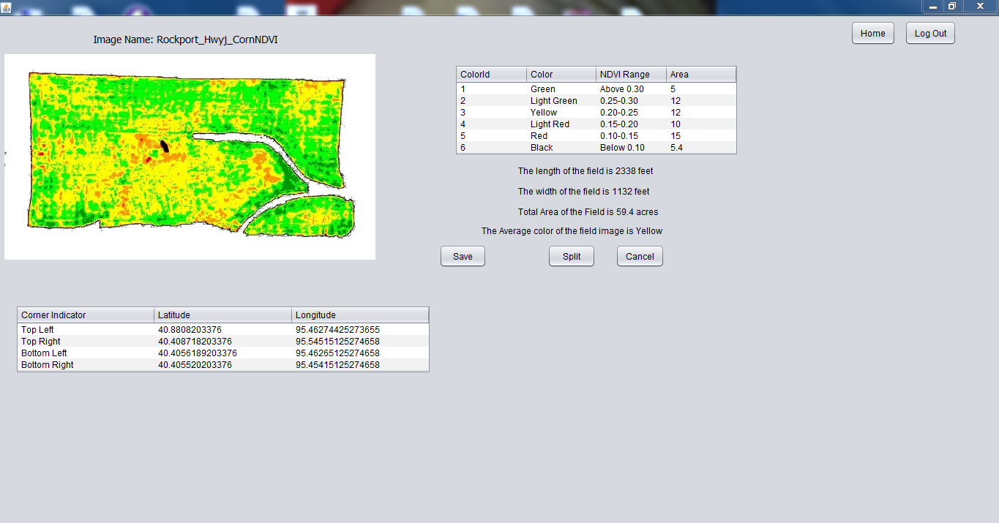 Image Name: Rockport_Hwyj_CornNDVI
Home Log Out
ColorId Color NDVI Range Area
1 Green Above 0.30 5
2 Light Green 0.25-0.30 12
3 Yellow 0.20-0.25 12
4 Light Red 0.15-0.20 10
5 Red 0.10-0.15 15
6 Black Below 0.10 5.4
The length of the field is 2338 feet
The width of the field is 1132 feet
Total Area of the Field is 59.4 acres
The Average color of the field image is Yellow
Save Split Cancel
Corner Indicator Latitude Longitude
Top Left 40.8808203376 95.46274425273655
Top Right 40.408718203376 95.54515125274658
Bottom Left 40.4056189203376 95.46265125274658
Bottom Right 40.405520203376 95.45415125274658